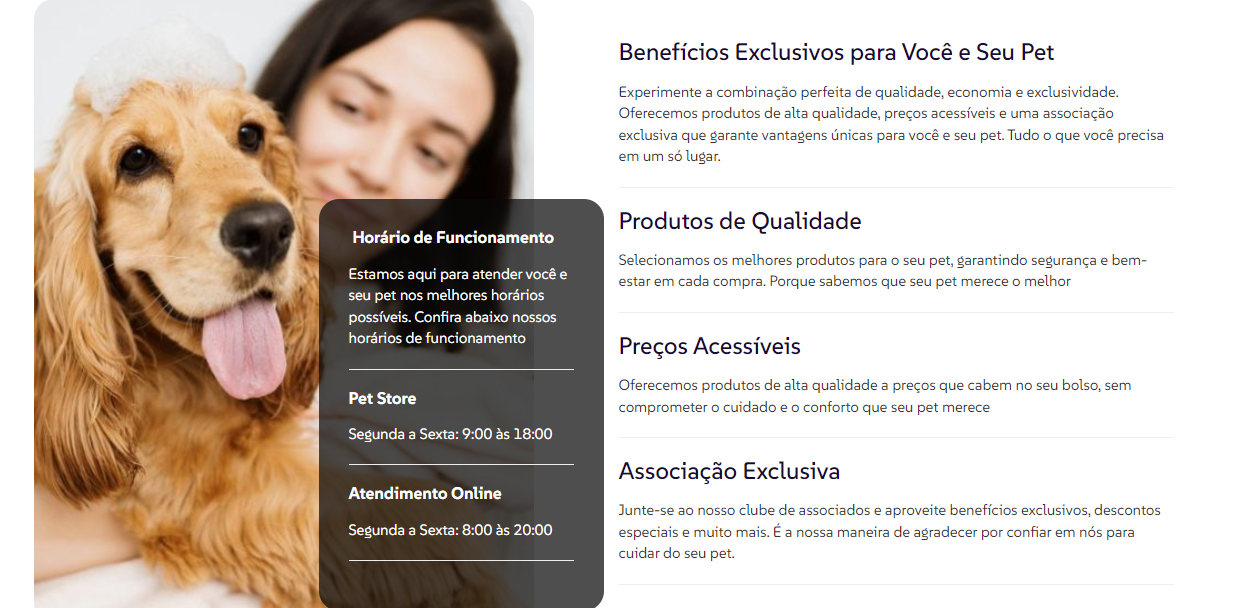 Horário de Funcionamento
Estamos aqui para atender você e
seu pet nos melhores horários
possíveis. Confira abaixo nossos
horários de funcionamento
Pet Store
Segunda a Sexta: 9:00 às 18:00
Atendimento Online
Segunda a Sexta: 8:00 às 20:00
Benefícios Exclusivos para Você e Seu Pet
Experimente a combinação perfeita de qualidade, economia e exclusividade.
Oferecemos produtos de alta qualidade, preços acessíveis e uma associação
exclusiva que garante vantagens únicas para você e seu pet. Tudo o que você precisa
em um só lugar.
Produtos de Qualidade
Selecionamos os melhores produtos para o seu pet, garantindo segurança e bem-
estar em cada compra. Porque sabemos que seu pet merece o melhor
Preços Acessíveis
Oferecemos produtos de alta qualidade a preços que cabem no seu bolso, sem
comprometer o cuidado e o conforto que seu pet merece
Associação Exclusiva
Junte-se ao nosso clube de associados e aproveite benefícios exclusivos, descontos
especiais e muito mais. É a nossa maneira de agradecer por confiar em nós para
cuidar do seu pet.